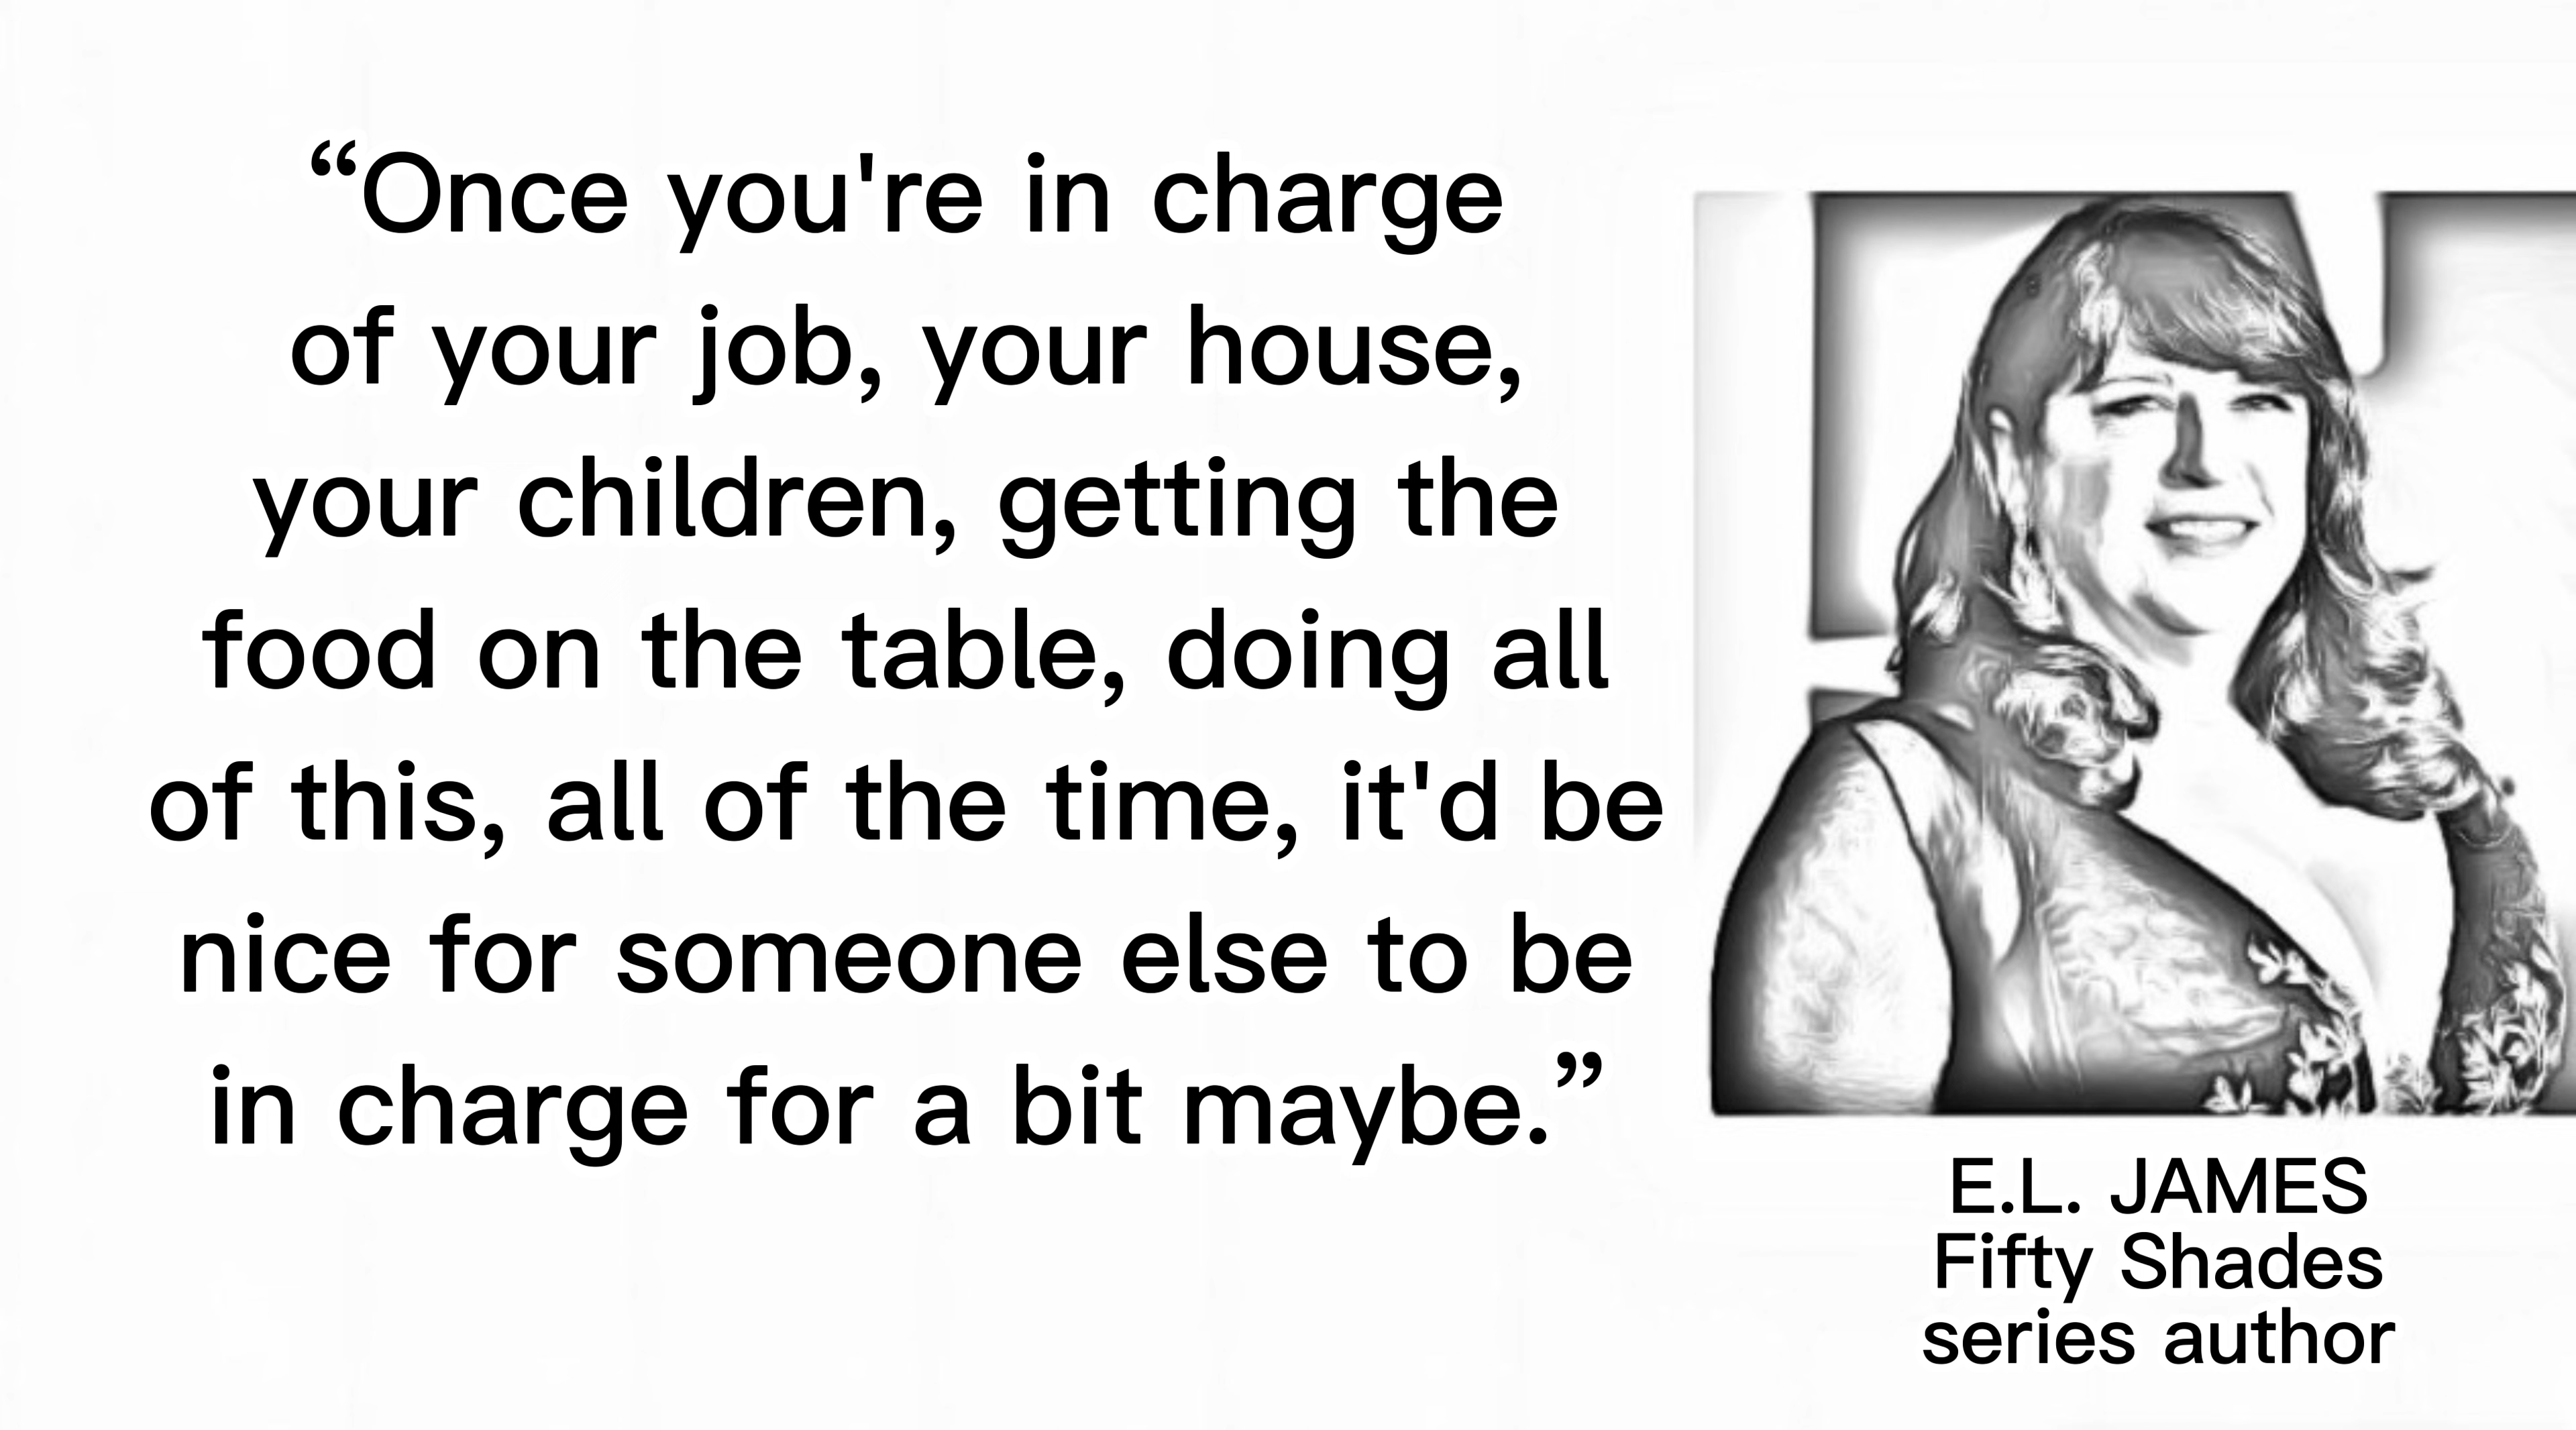 “Once you're in charge
of your job, your house,
your children, getting the
food on the table, doing all
of this, all of the time, it'd be
nice for someone else to be
in charge for a bit maybe.”
E.L. JAMES
Fifty Shades
series author